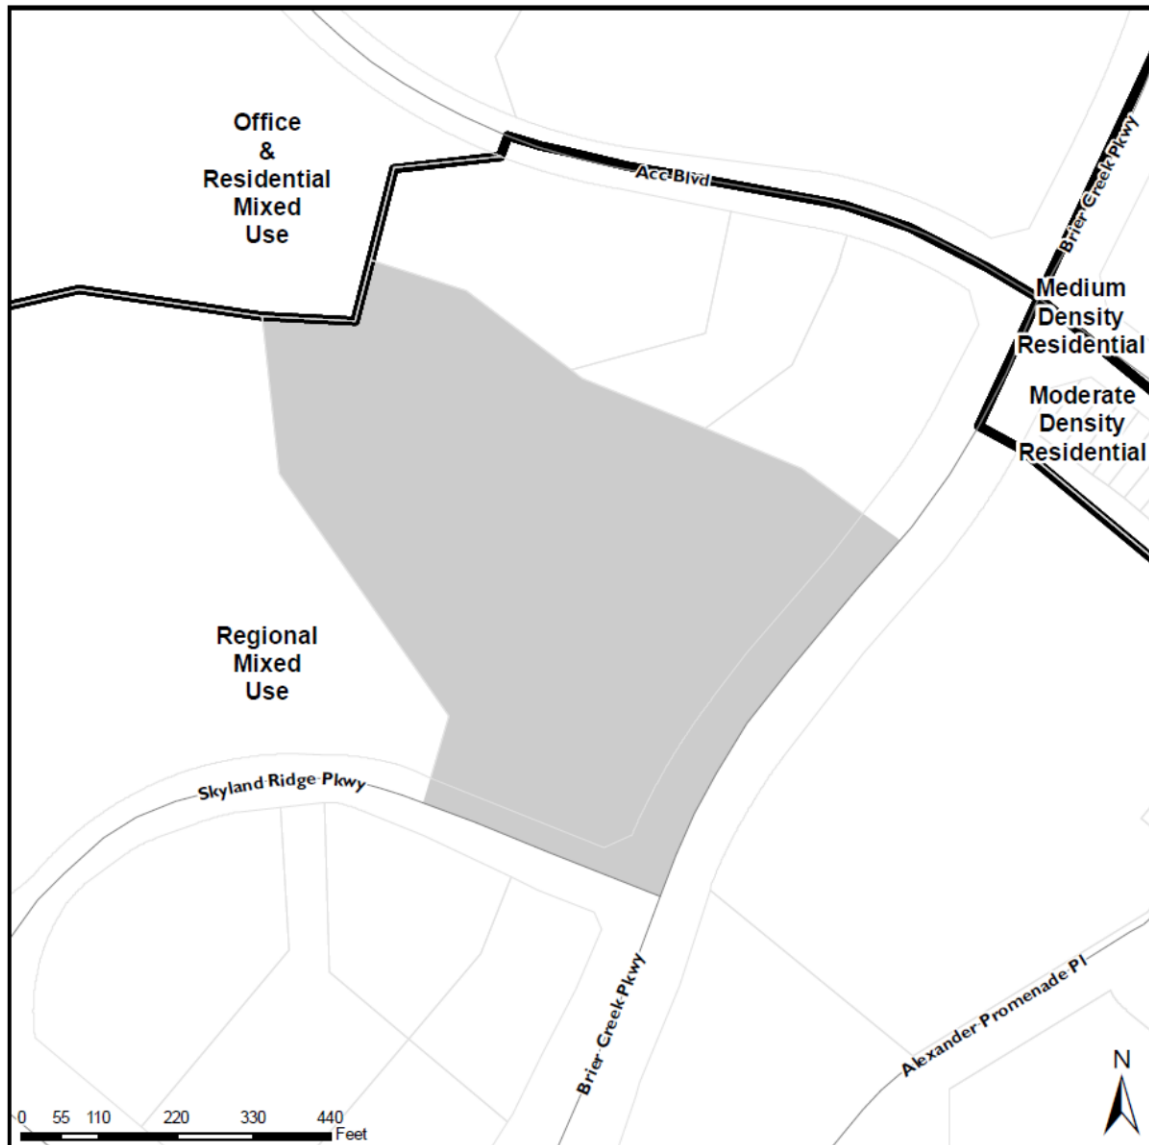 Office
&
Residential
Mixed
Use
Acc Blvd
Brier Creek Pkwy
Medium
Density
Residential
Moderate
Density
Residential
Regional
Mixed
Use
Skyland Ridge Pkwy
Brier Creek Pkwy
Alexander Promenade Pl
N
0 55 110 220 330 440
Feet